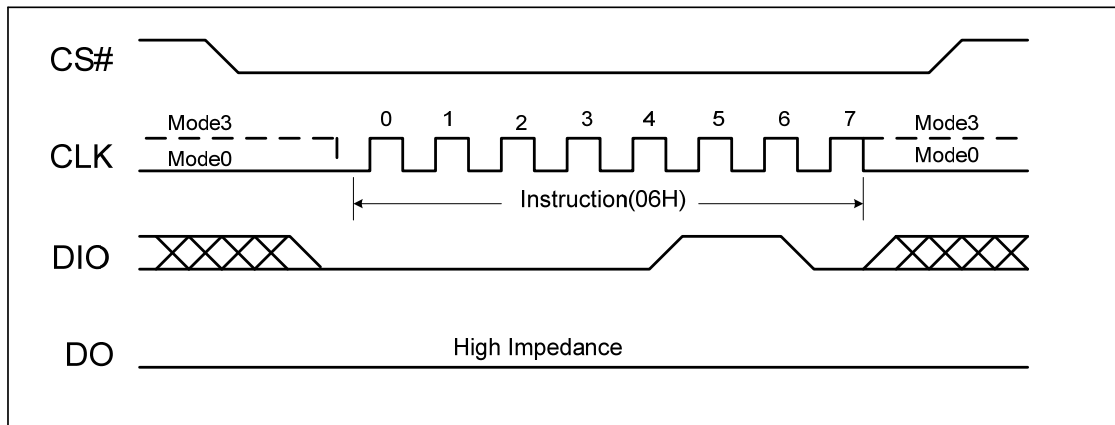 CS#
0 1 2 3 4 5 6 7
Mode3 Mode3
CLK Mode0 Mode0
Instruction(06H)
DIO
High Impedance
DO